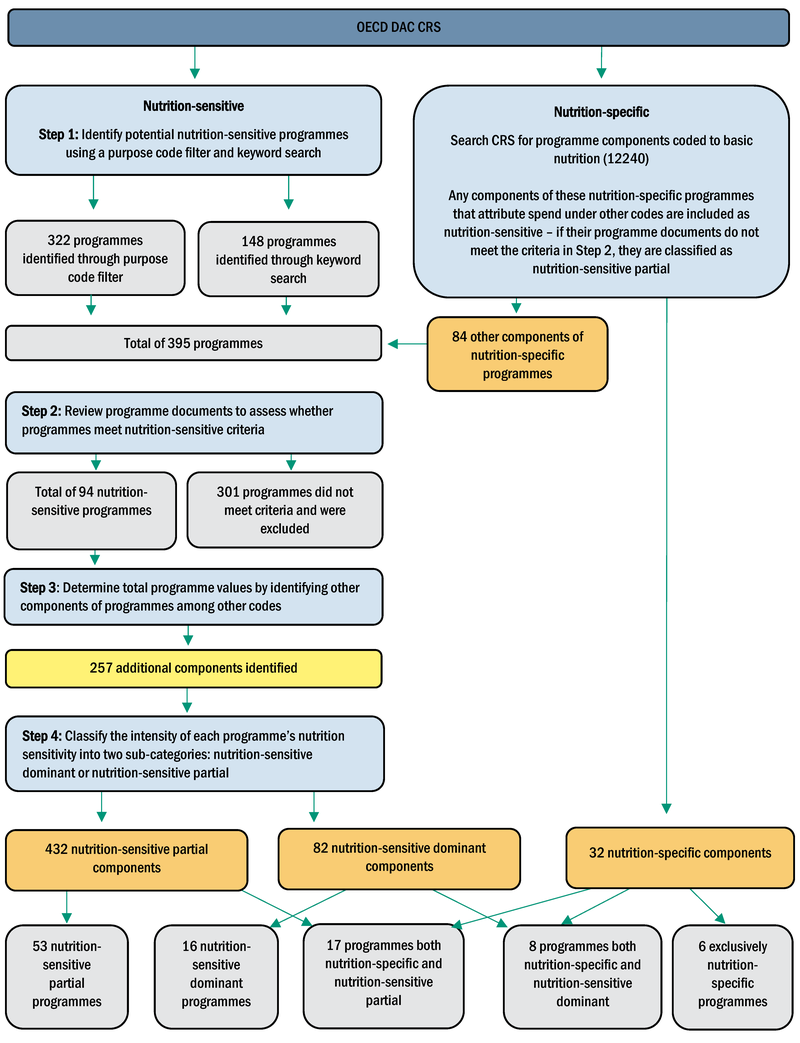 OECD DAC CRS
Nutrition-sensitive
Step 1: Identify potential nutrition-sensitive programmes
using a purpose code filter and keyword search
Nutrition-specific
Search CRS for programme components coded to basic
nutrition (12240)
Any components of these nutrition-specific programmes
that attribute spend under other codes are included as
nutrition-sensitive – if their programme documents do not
meet the criteria in Step 2, they are classified as
nutrition-sensitive partial
322 programmes
identified through purpose
code filter
148 programmes
identified through keyword
search
Total of 395 programmes
84 other components of
nutrition-specific
programmes
Step 2: Review programme documents to assess whether
programmes meet nutrition-sensitive criteria
Total of 94 nutrition-
sensitive programmes
301 programmes did not
meet criteria and were
excluded
Step 3: Determine total programme values by identifying other
components of programmes among other codes
257 additional components identified
Step 4: Classify the intensity of each programme’s nutrition
sensitivity into two sub-categories: nutrition-sensitive
dominant or nutrition-sensitive partial
432 nutrition-sensitive partial
components
82 nutrition-sensitive dominant
components
32 nutrition-specific components
53 nutrition-
sensitive
partial
programmes
16 nutrition-
sensitive
dominant
programmes
17 programmes both
nutrition-specific and
nutrition-sensitive
partial
8 programmes both
nutrition-specific and
nutrition-sensitive
dominant
6 exclusively
nutrition-
specific
programmes